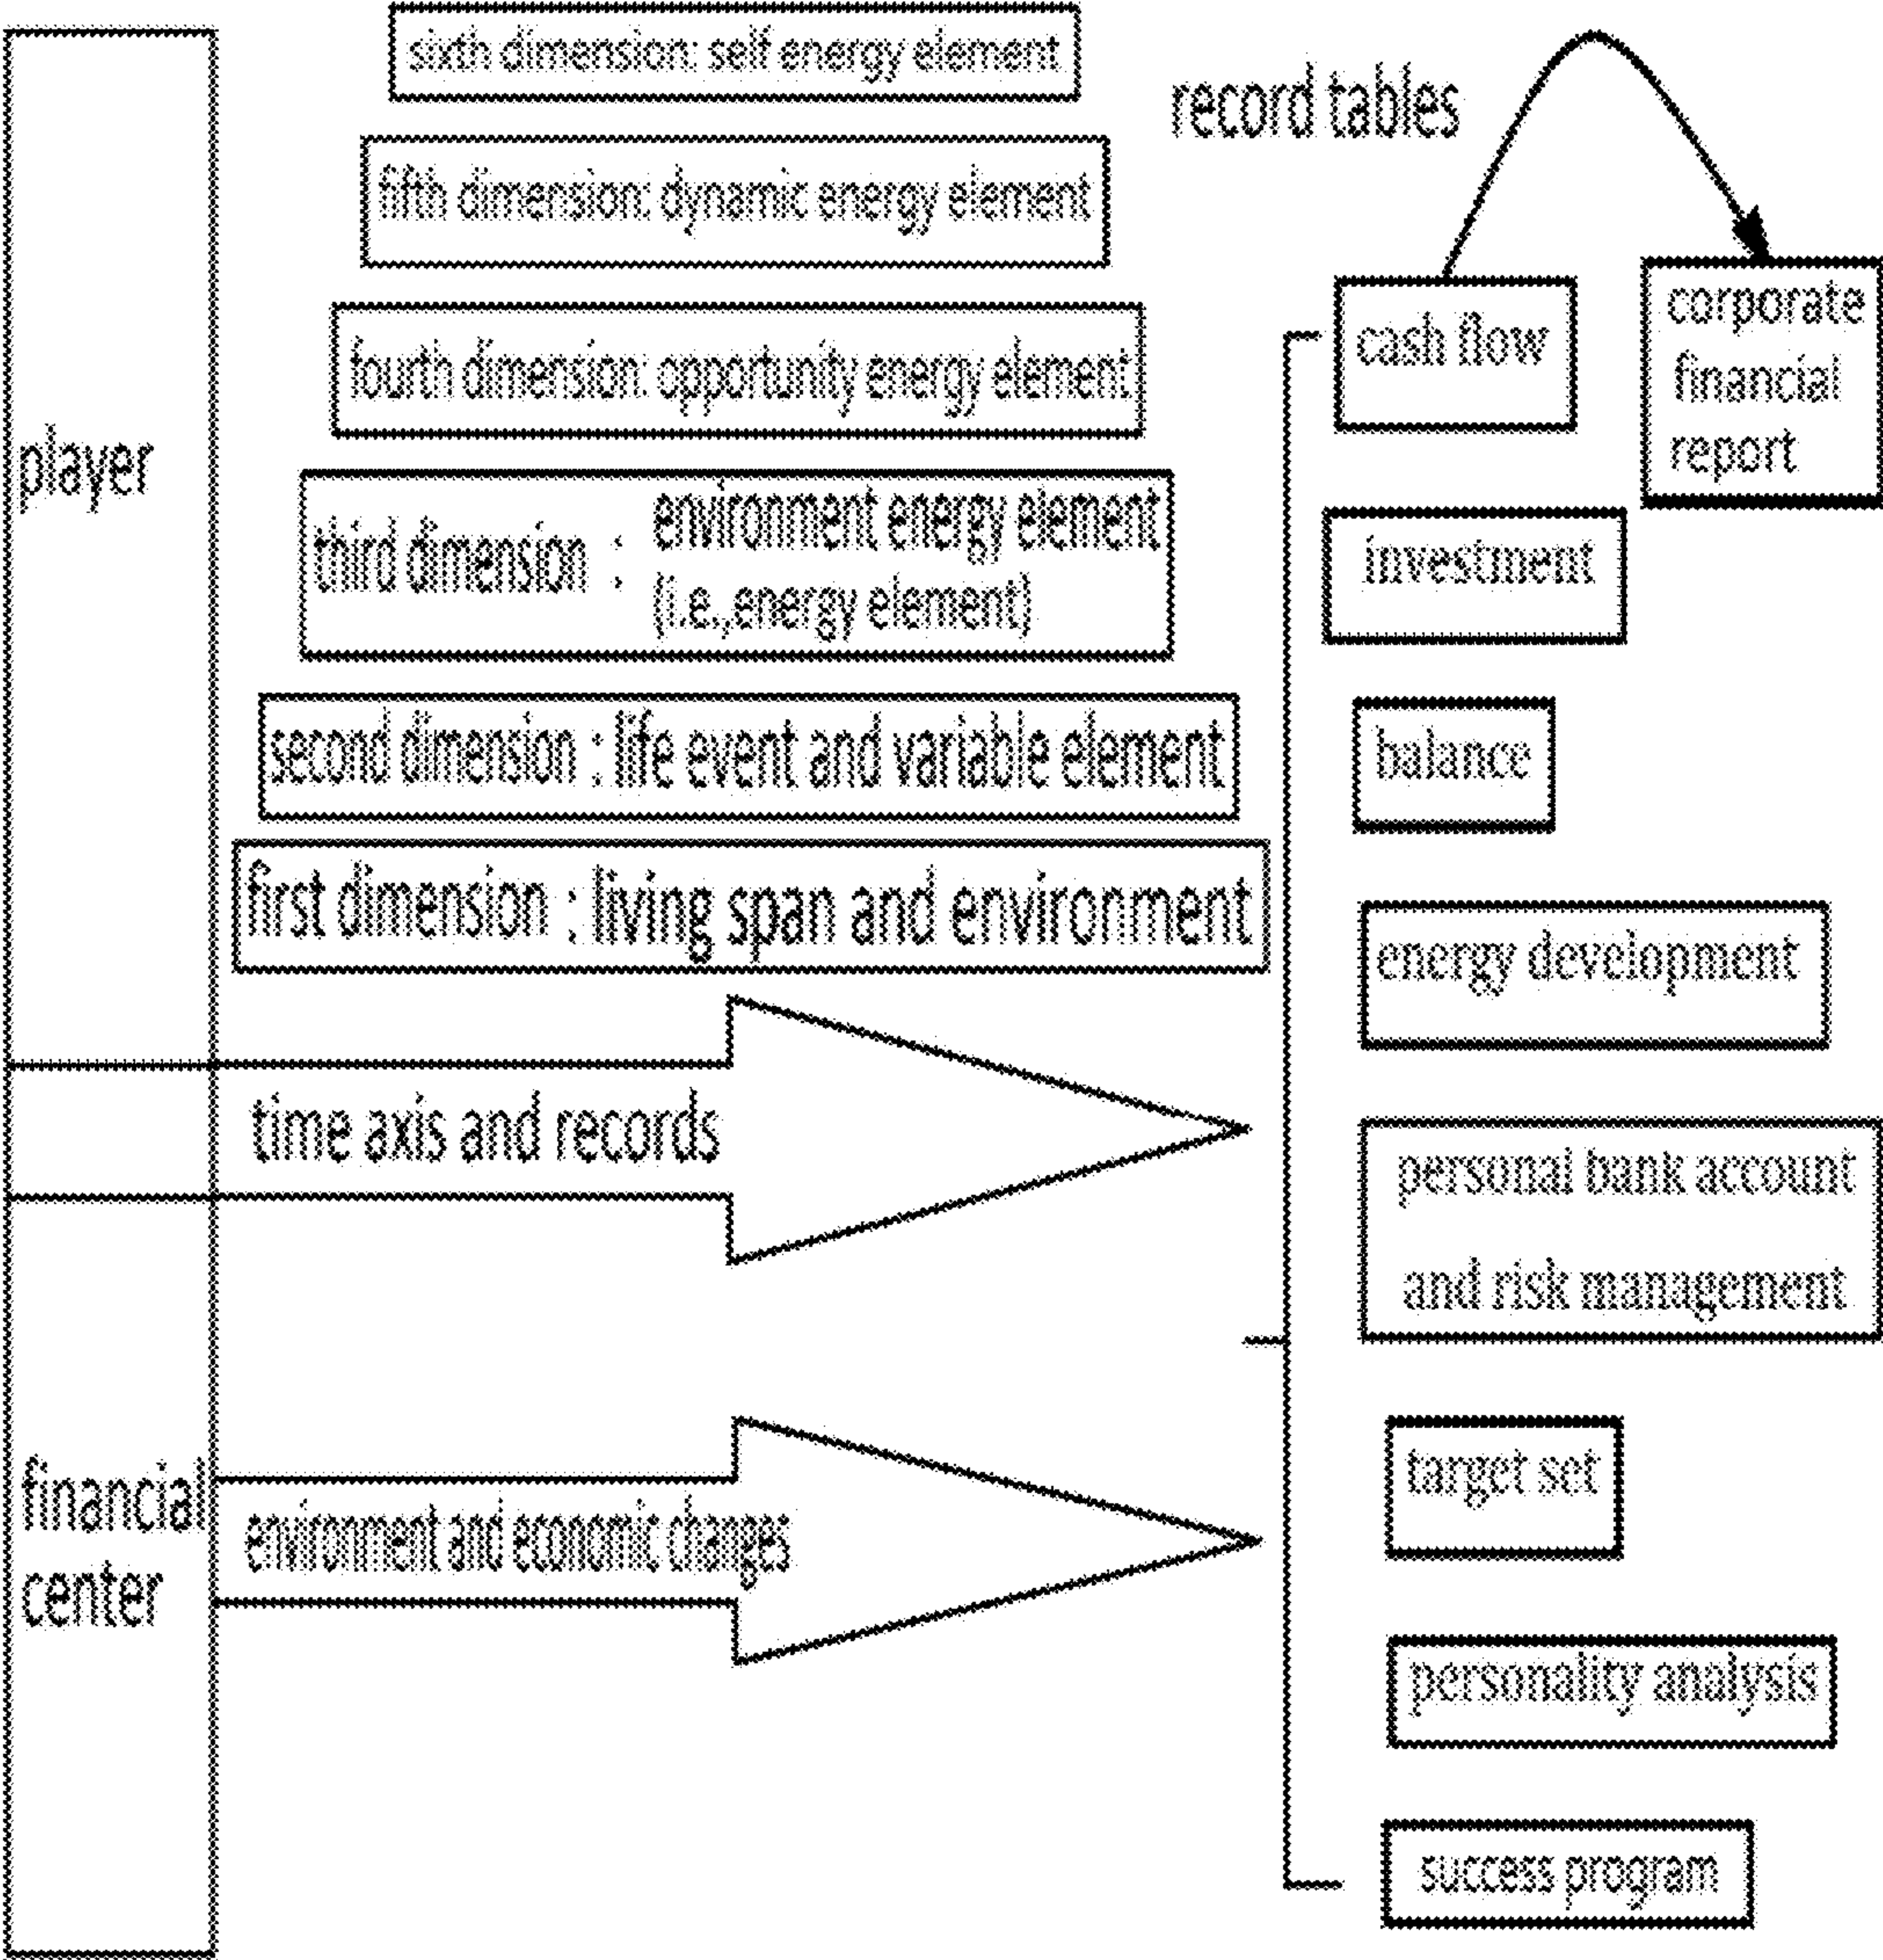 sixth dimension: self energy element
fifth dimension: dynamic energy element
fourth dimension: opportunity energy element
third dimension :
environment energy element
(i.e.,energy element)
second dimension : life event and variable element
first dimension : living span and environment
player
time axis and records
financial
center
environment and economic changes
record tables
cash flow
corporate
financial
report
investment
balance
energy development
personal bank account
and risk management
target set
personality analysis
success program